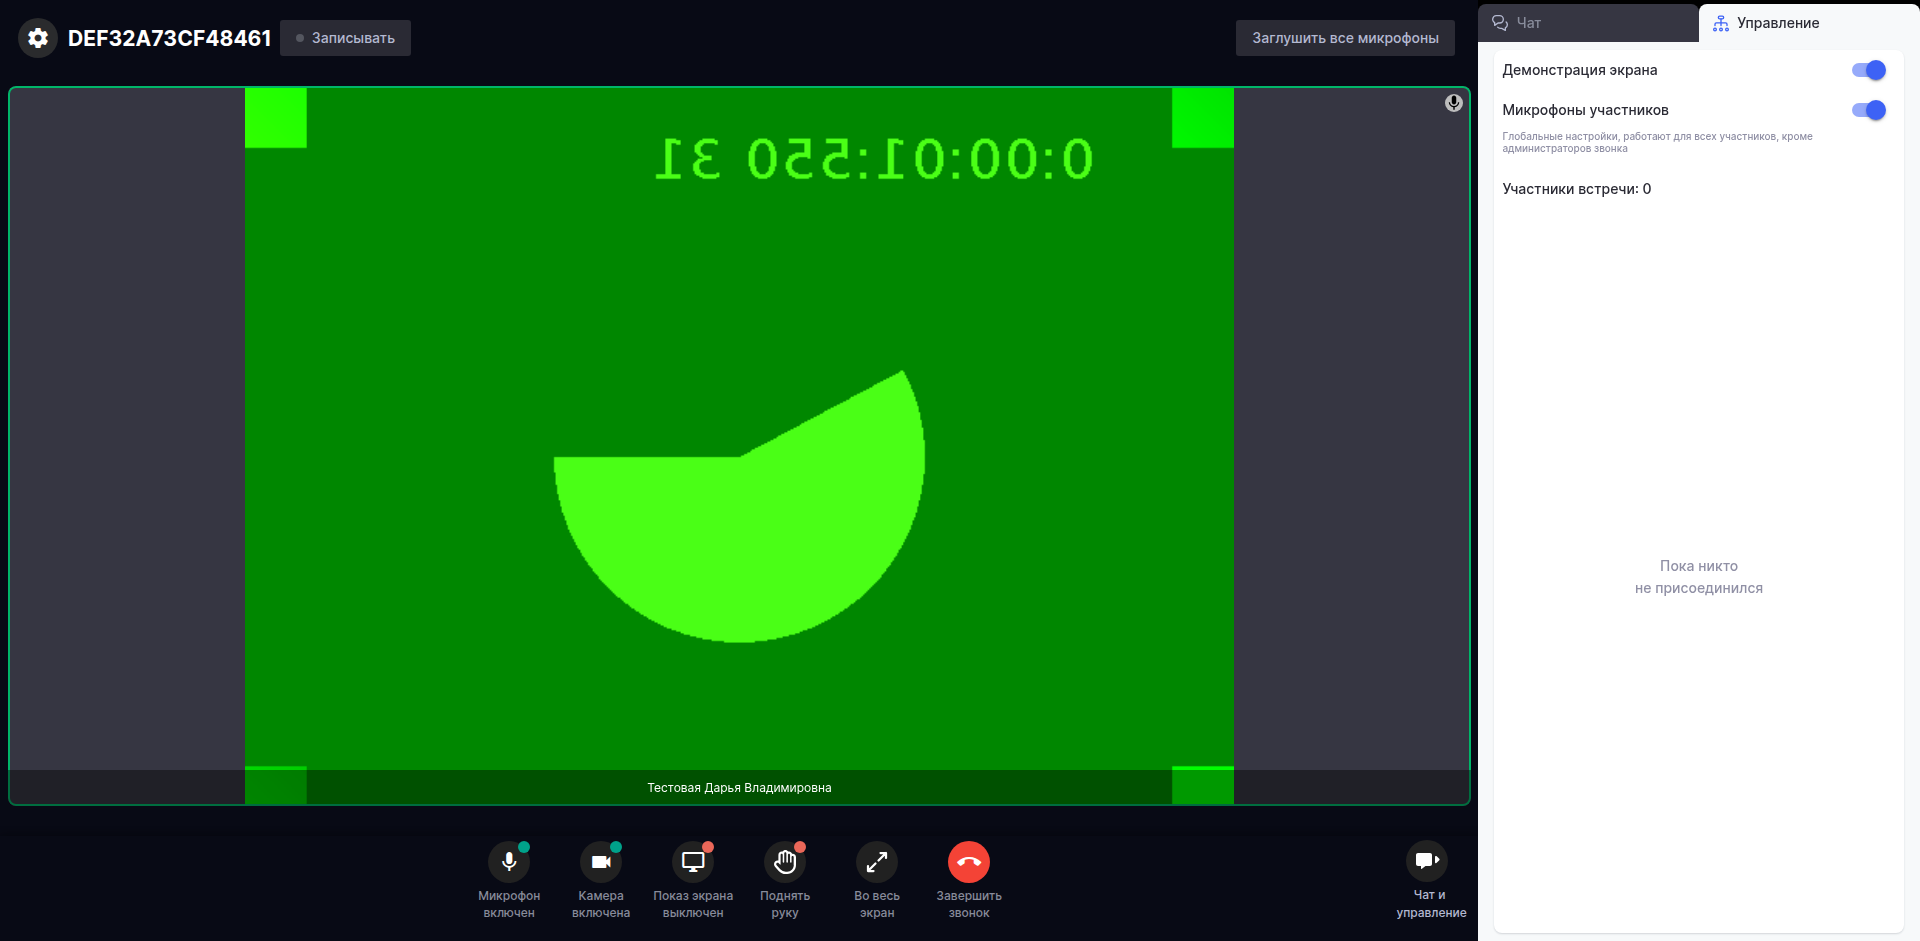 DEF32A73CF48461
Записывать
Заглушить все микрофоны
Чат
Управление
Демонстрация экрана
Микрофоны участников
Глобальные настройки, работают для всех участников, кроме
администраторов звонка
Участники встречи: 0
Пока никто
не присоединился
0:00:01:550 31
Тестовая Дарья Владимировна
Микрофон
включен
Камера
включена
Показ экрана
выключен
Поднять
руку
Во весь
экран
Завершить
звонок
Чат и
управление